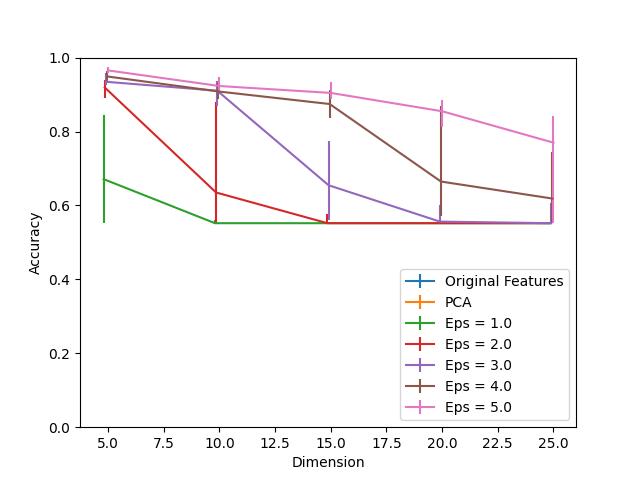 1.0
0.8
0.6
0.4
0.2
0.0
Accuracy
5.0 7.5 10.0 12.5 15.0 17.5 20.0 22.5 25.0
Dimension
Original Features
PCA
Eps = 1.0
Eps = 2.0
Eps = 3.0
Eps = 4.0
Eps = 5.0